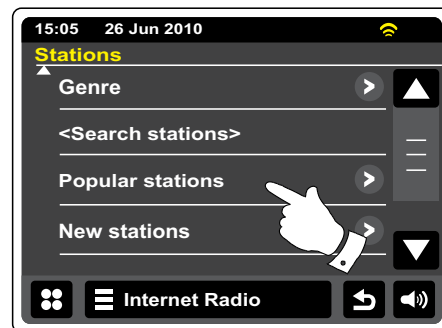 15:05 26 Jun 2010
Stations
Genre
<Search stations>
Popular stations
New stations
Internet Radio